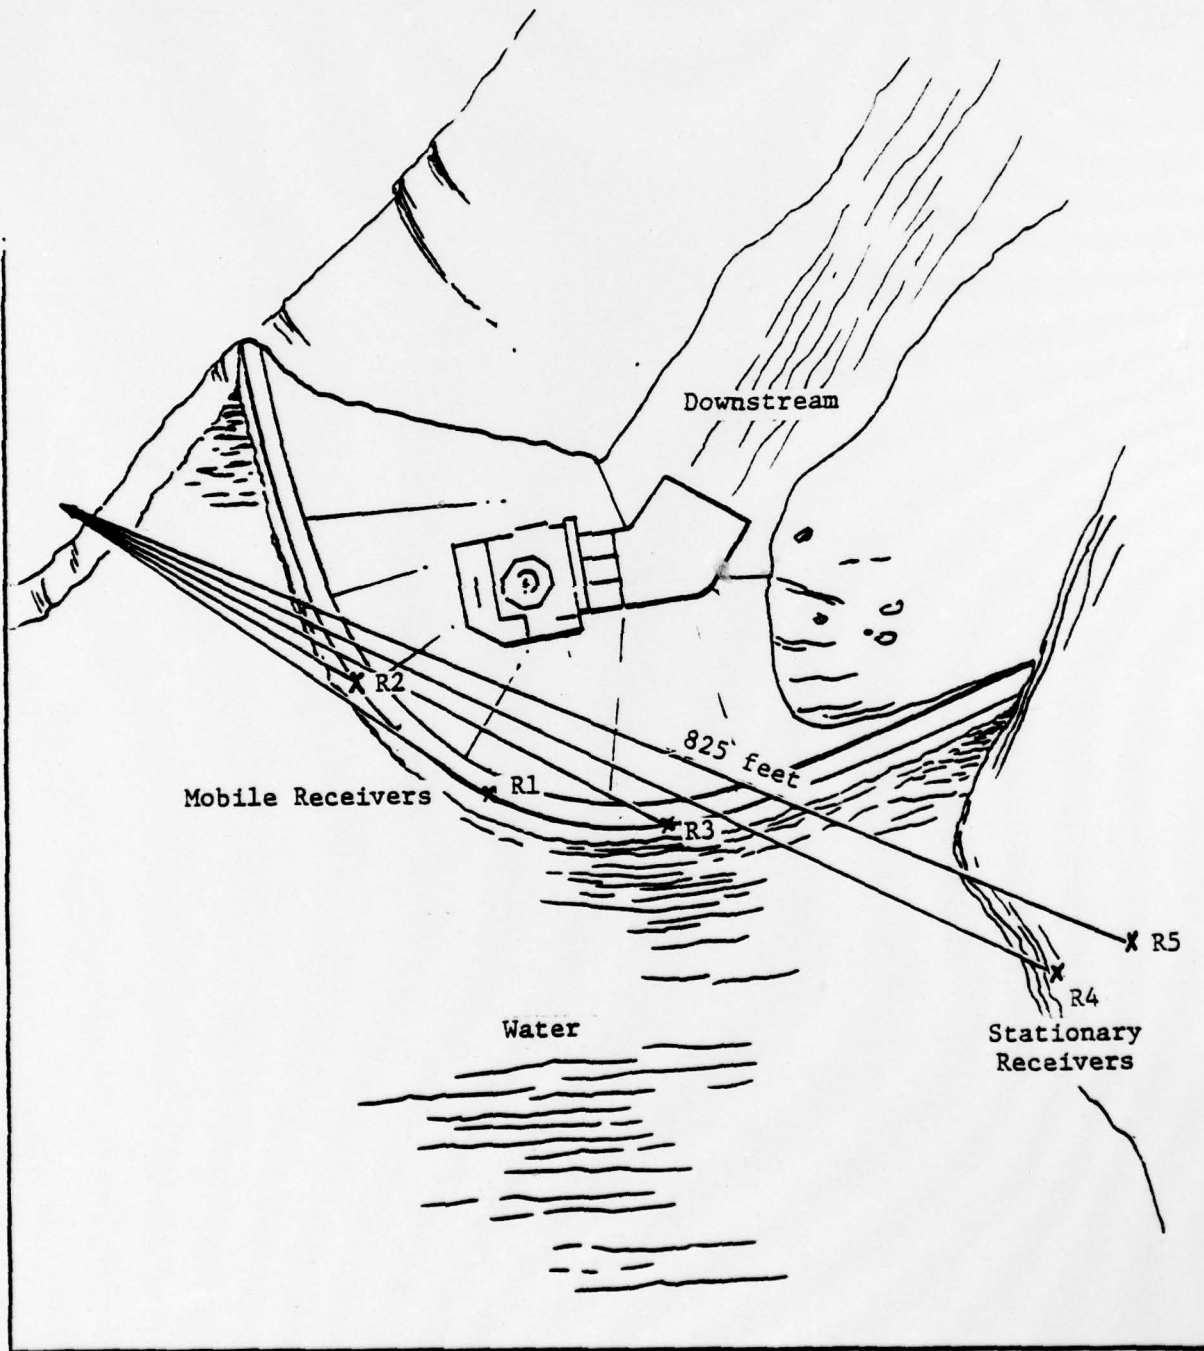 Downstream
R2
825 feet
R1
Mobile Receivers
R3
R5
R4
Water
Stationary
Receivers